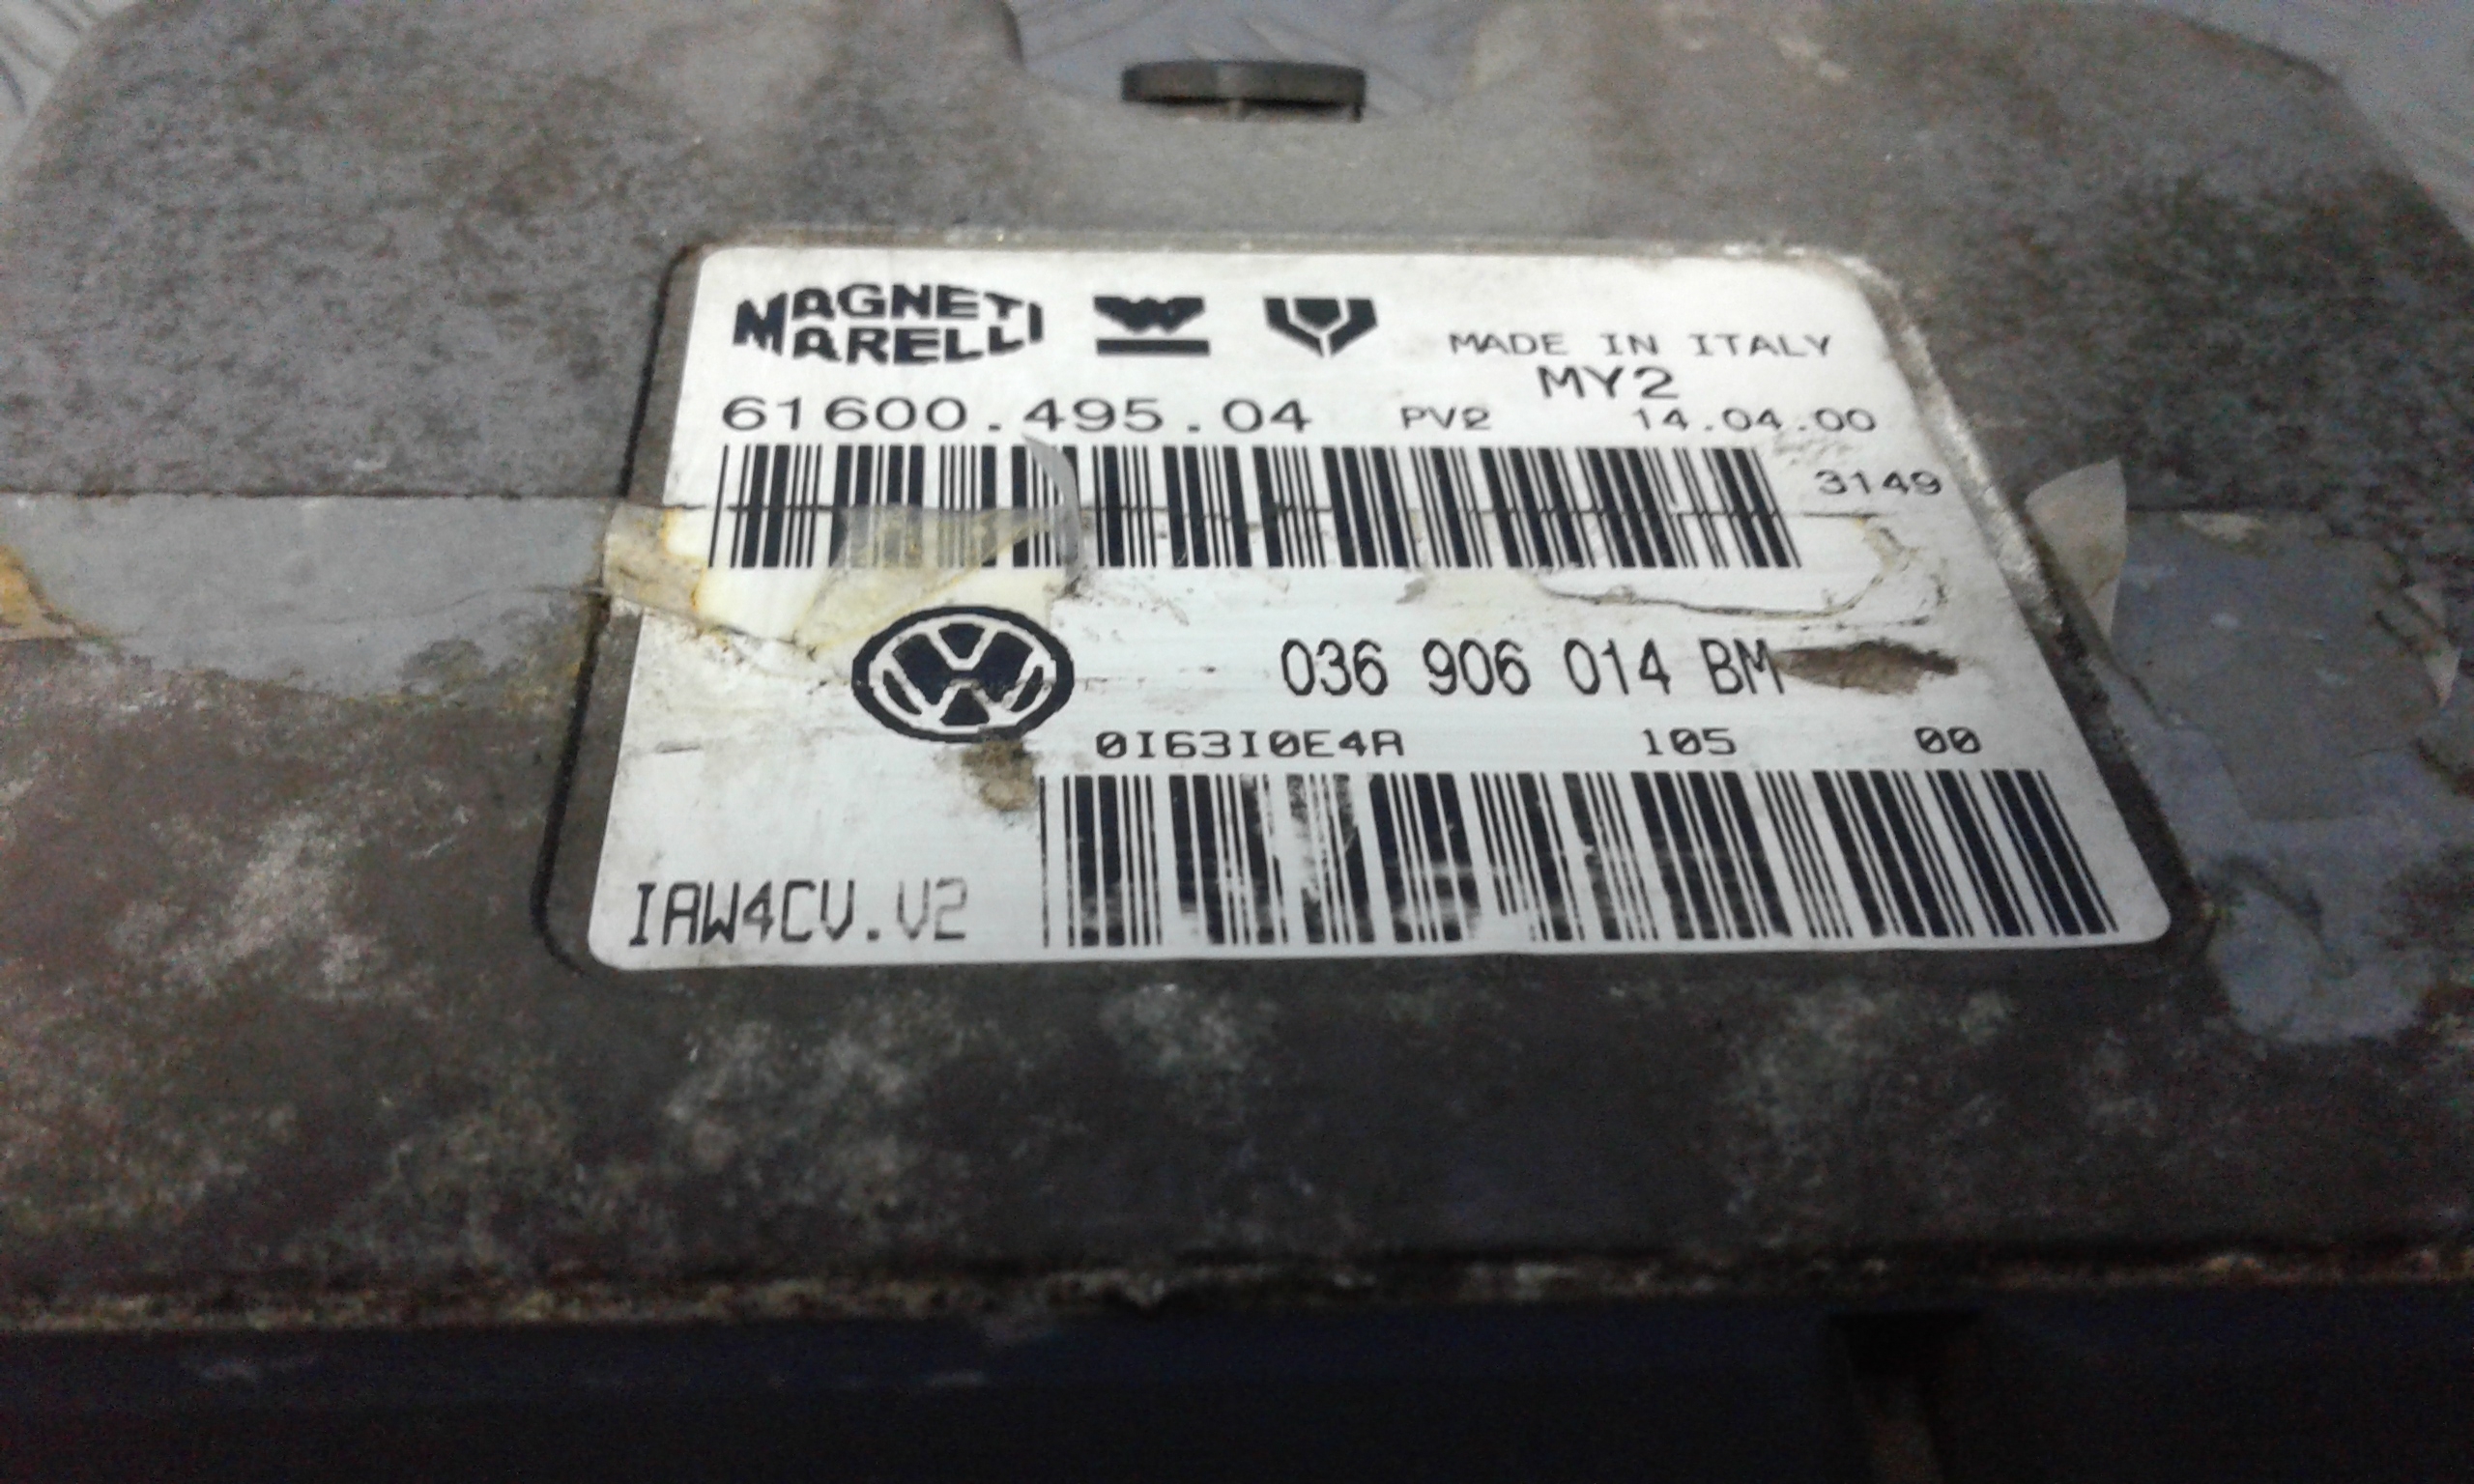 MAGNETI
MARELLI
MADE IN ITALY
MY2
61600.495.04 PV2 14.04.00
3149
036 906 014 BM
0I63I0E4A 105 00
IAW4CV.V2